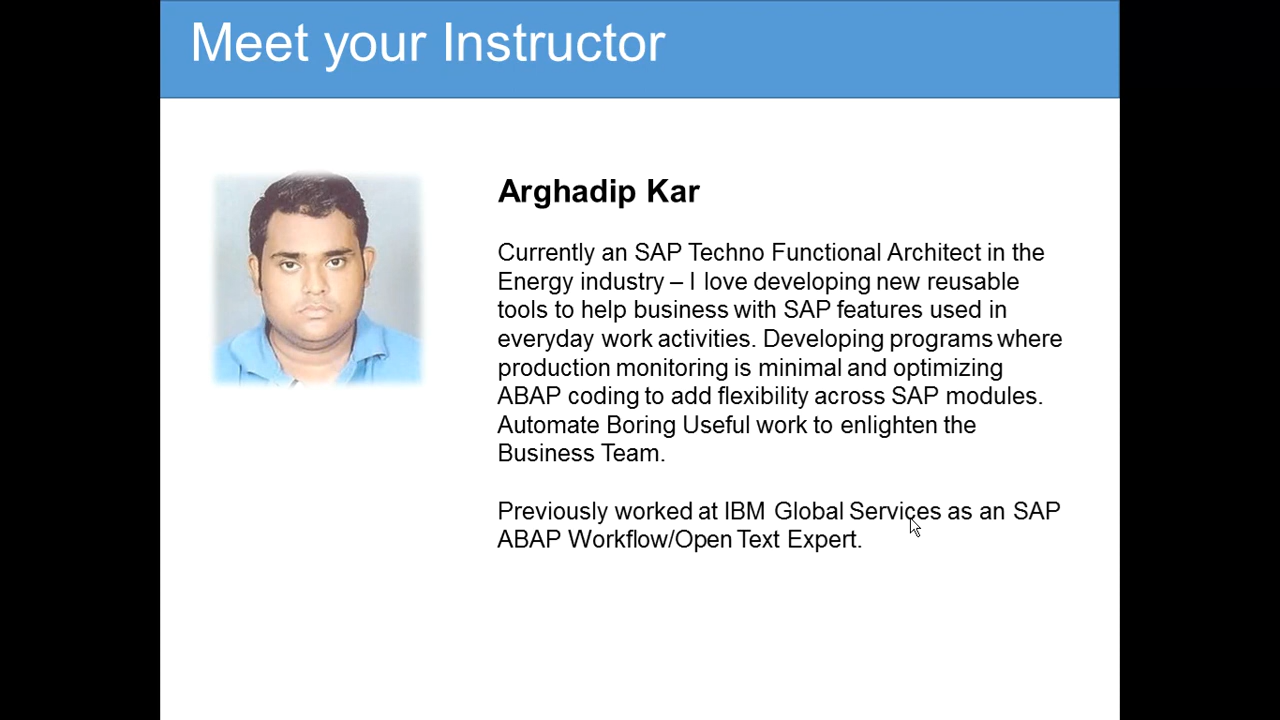 Meet your Instructor
Arghadip Kar
Currently an SAP Techno Functional Architect in the
Energy industry – I love developing new reusable
tools to help business with SAP features used in
everyday work activities. Developing programs where
production monitoring is minimal and optimizing
ABAP coding to add flexibility across SAP modules.
Automate Boring Useful work to enlighten the
Business Team.
Previously worked at IBM Global Services as an SAP
ABAP Workflow/Open Text Expert.